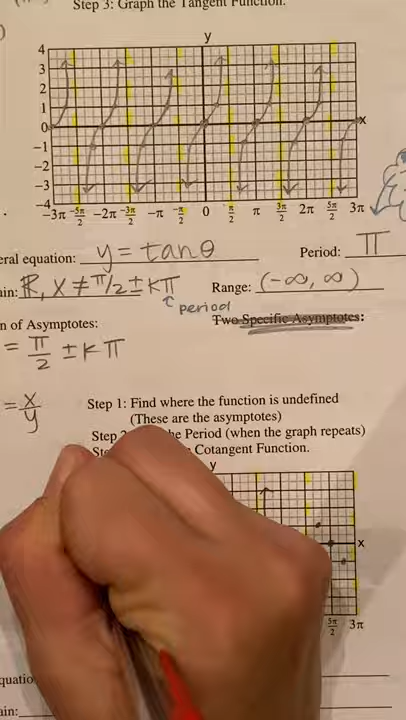 Step 3: Graph the Tangent Function.
y
4
3
2
1
0
-1
-2
-3
-4
x
-3π -5π/2 -2π -3π/2 -π -π/2 0 π/2 π 3π/2 2π 5π/2 3π
eral equation: y = tanθ Period: π
ain: ℝ, x ≠ π/2 ± kπ Range: (-∞, ∞)
period
n of Asymptotes: Two Specific Asymptotes:
= π/2 ± kπ
= x/y
Step 1: Find where the function is undefined
(These are the asymptotes)
Step e Period (when the graph repeats)
Cotangent Function.
y
x
5π/2 3π
quatio
ain: